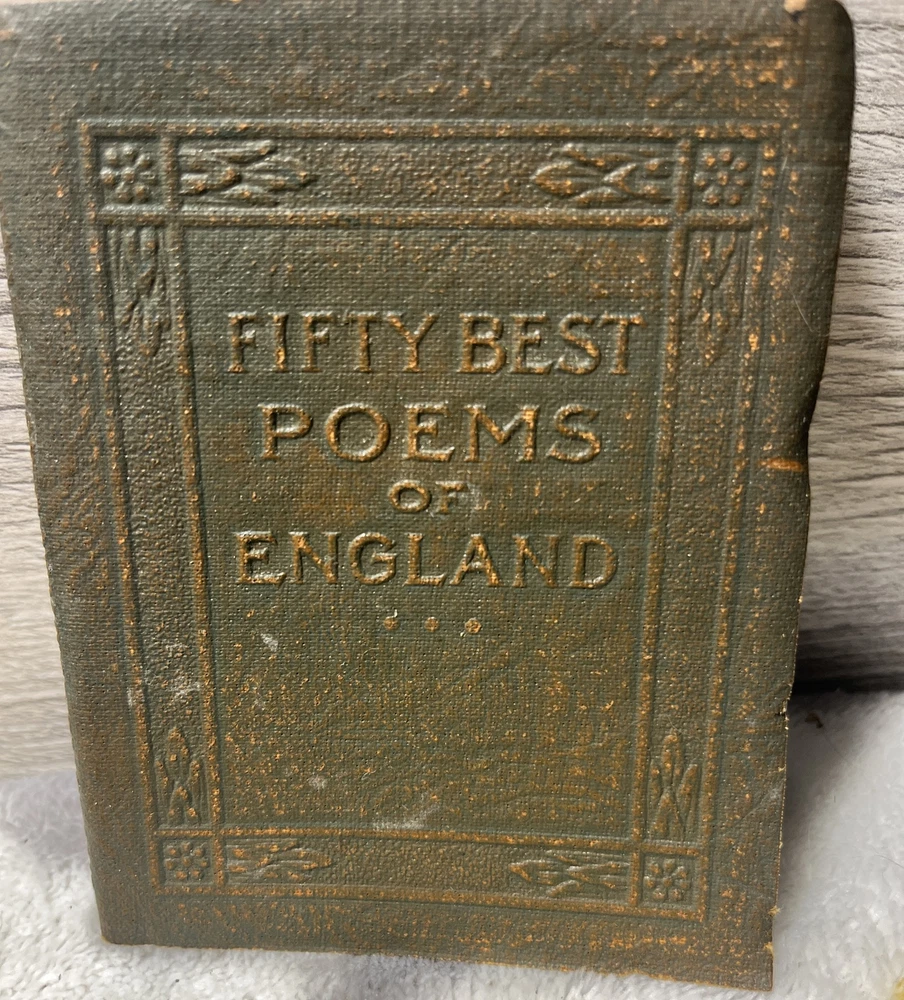 FIFTY BEST
POEMS
OF
ENGLAND